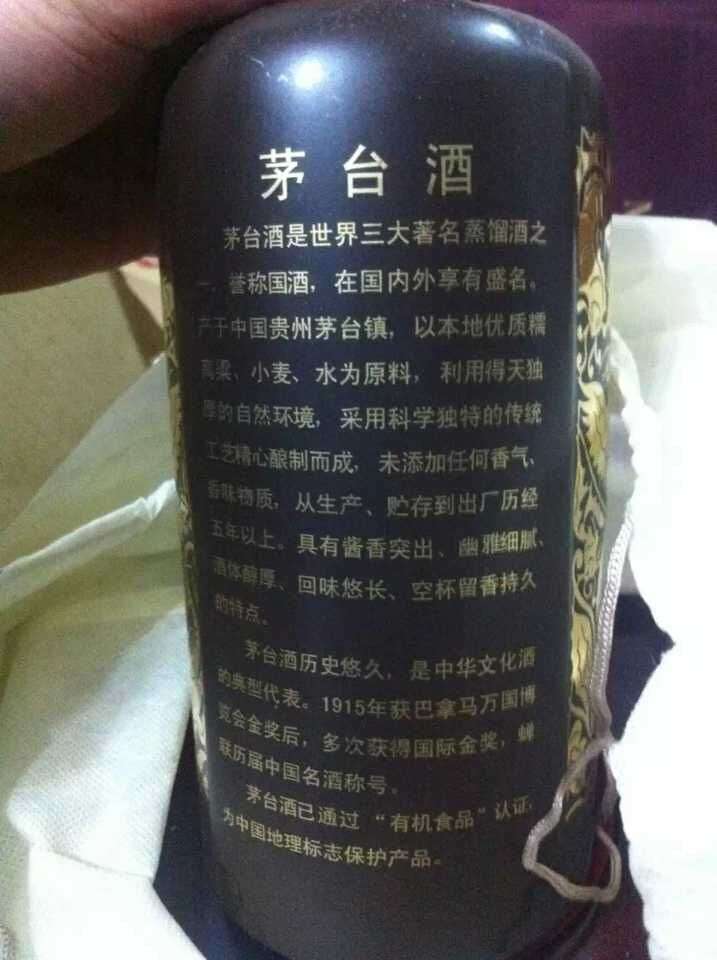 茅台酒
茅台酒是世界三大著名蒸馏酒之
一，誉称国酒，在国内外享有盛名。
产于中国贵州茅台镇，以本地优质糯
高粱、小麦、水为原料，利用得天独
厚的自然环境，采用科学独特的传统
工艺精心酿制而成，未添加任何香气、
香味物质，从生产、贮存到出厂历经
五年以上。具有酱香突出、幽雅细腻、
酒体醇厚、回味悠长、空杯留香持久
的特点。
茅台酒历史悠久，是中华文化酒
的典型代表。1915年获巴拿马万国博
览会金奖后，多次获得国际金奖，蝉
联历届中国名酒称号。
茅台酒已通过“有机食品”认证，
为中国地理标志保护产品。